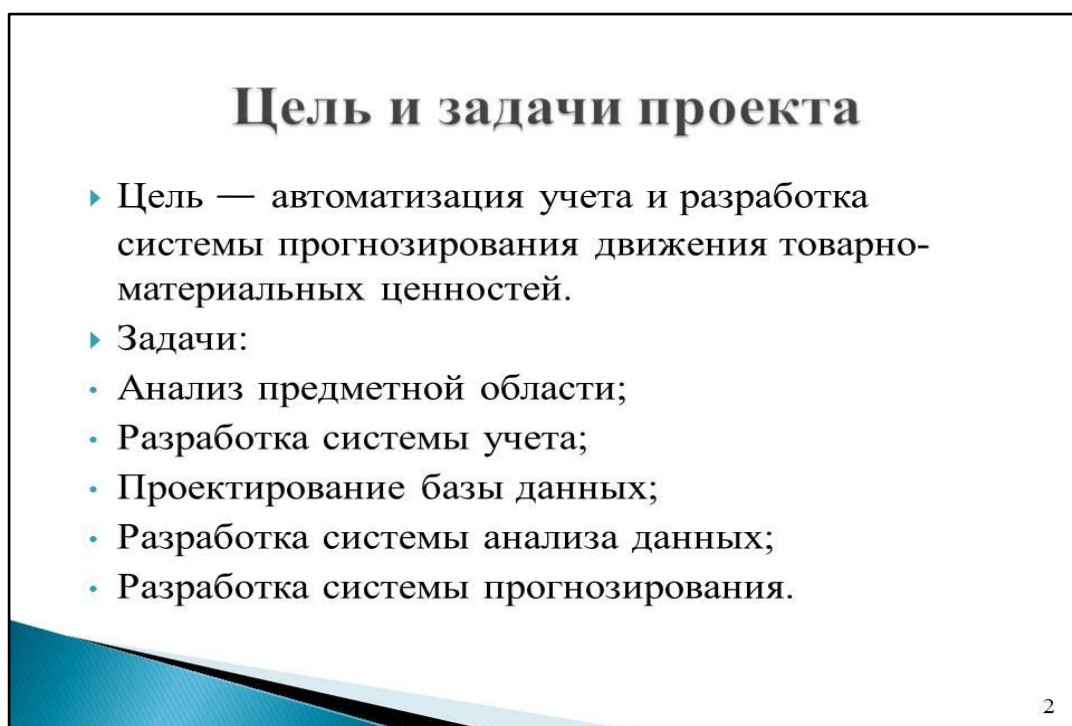 Цель и задачи проекта
Цель — автоматизация учета и разработка
системы прогнозирования движения товарно-
материальных ценностей.
Задачи:
Анализ предметной области;
Разработка системы учета;
Проектирование базы данных;
Разработка системы анализа данных;
Разработка системы прогнозирования.
2